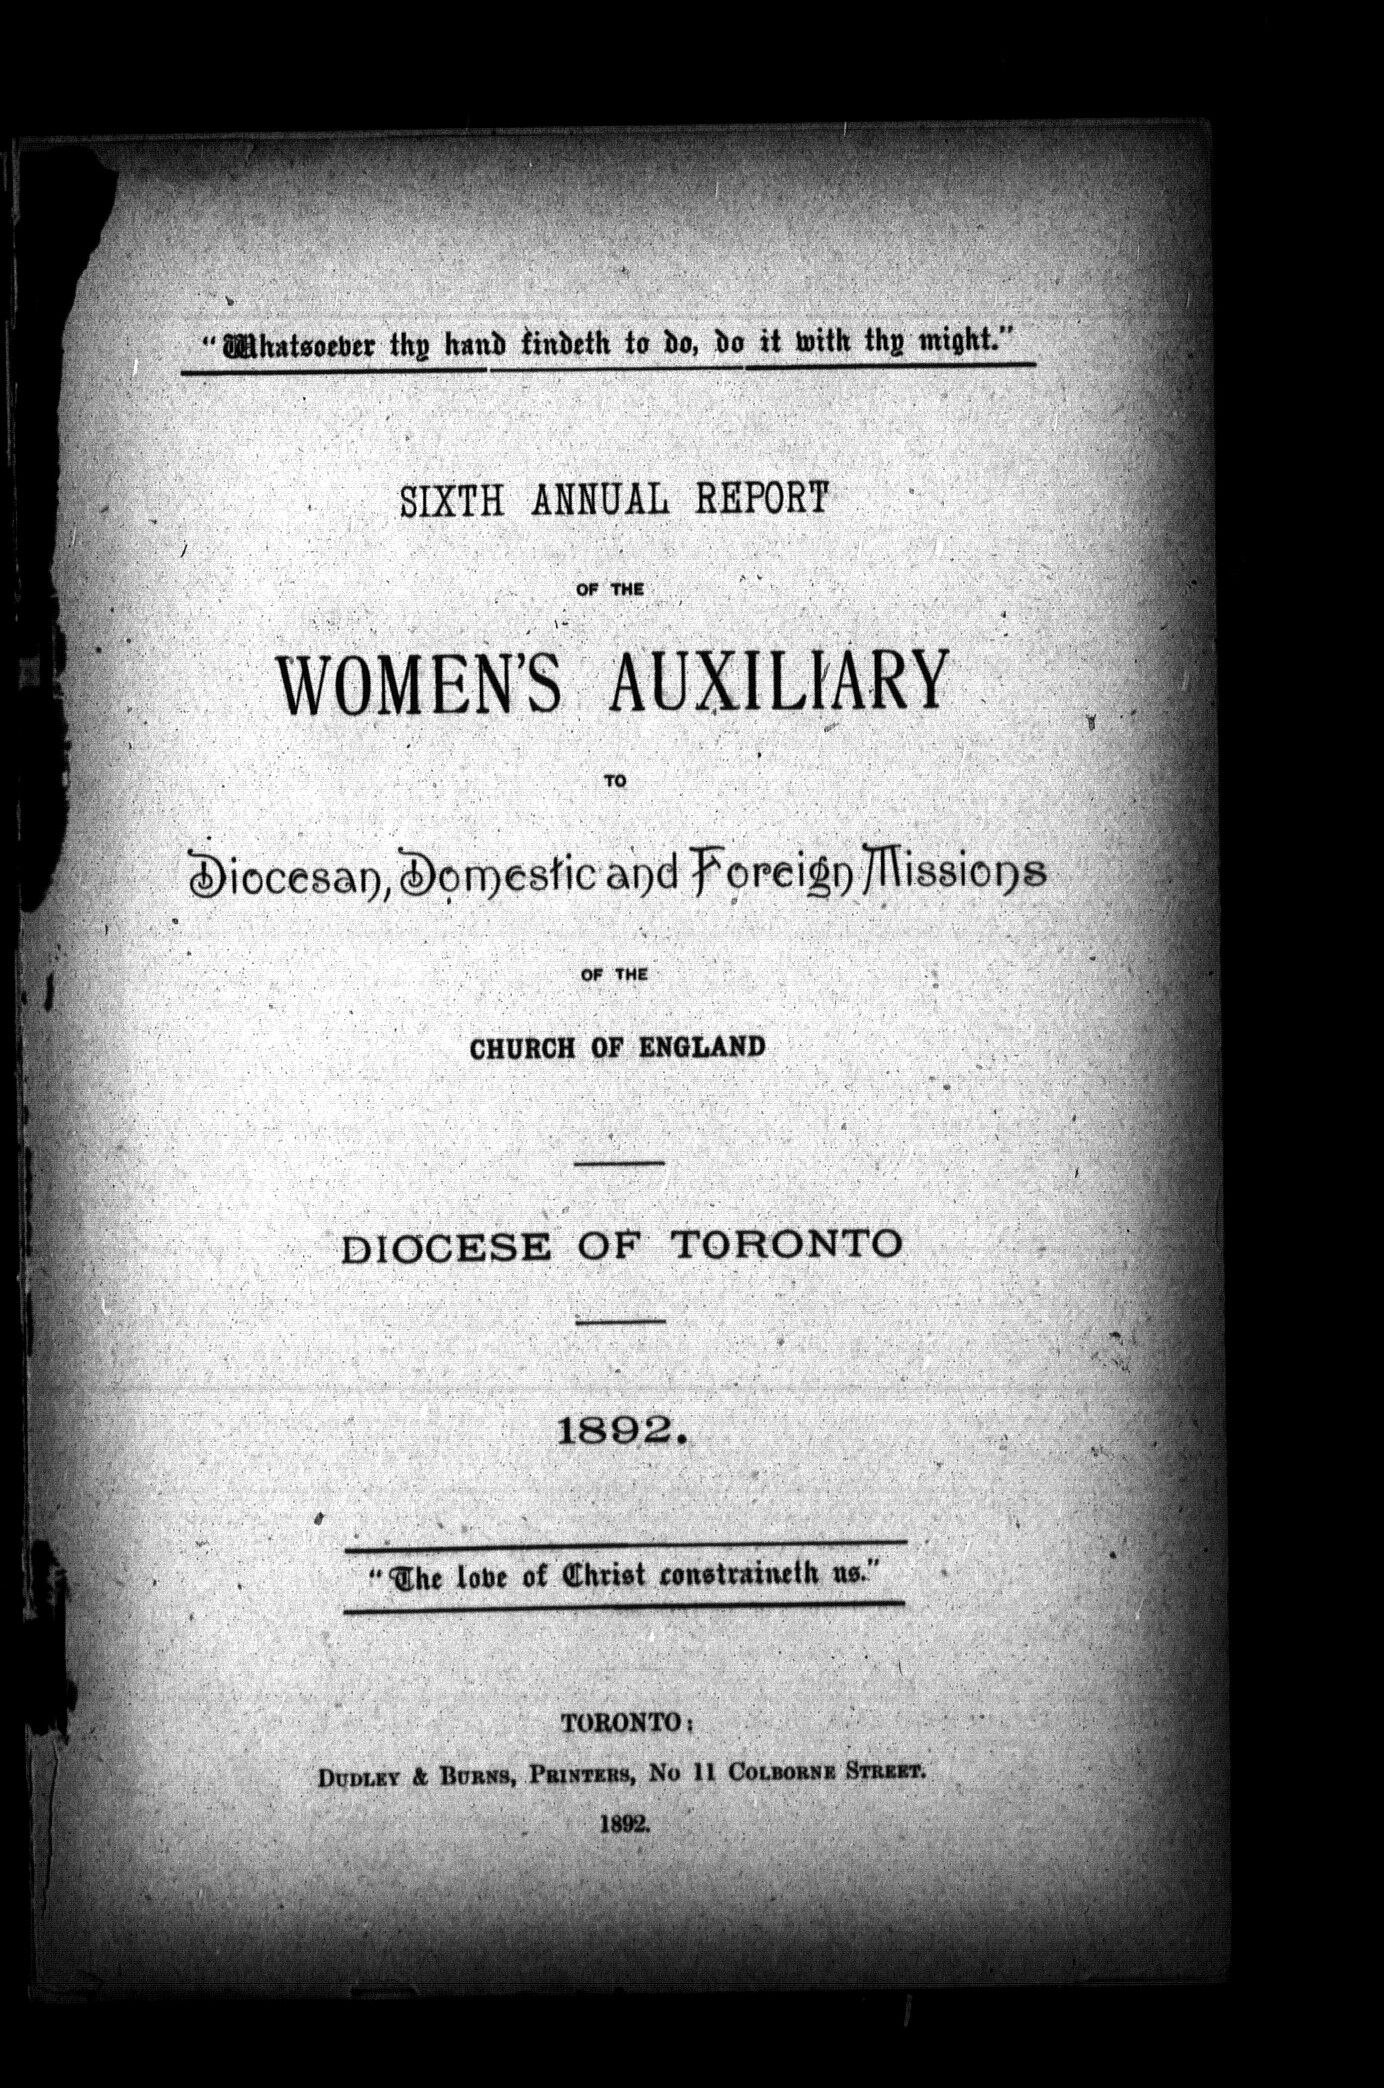 "Whatsoever thy hand findeth to do, do it with thy might."
SIXTH ANNUAL REPORT
OF THE
WOMEN'S AUXILIARY
TO
Diocesan, Domestic and Foreign Missions
OF THE
CHURCH OF ENGLAND
DIOCESE OF TORONTO
1892.
"The love of Christ constraineth us."
TORONTO:
DUDLEY & BURNS, PRINTERS, NO 11 COLBORNE STREET.
1892.